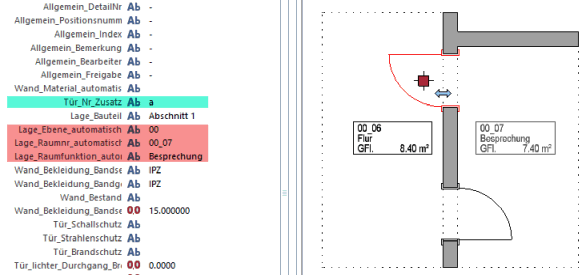 Allgemein_DetailNr Ab -
Allgemein_Positionsnumm Ab -
Allgemein_Index Ab -
Allgemein_Bemerkung Ab -
Allgemein_Bearbeiter Ab -
Allgemein_Freigabe Ab -
Wand_Material_automatis Ab
Tür_Nr_Zusatz Ab a
Lage_Bauteil Ab Abschnitt 1
Lage_Ebene_automatisch Ab 00
Lage_Raumnr_automatiscl Ab 00_07
Lage_Raumfunktion_autor Ab Besprechung
Wand_Bekleidung_Bandse Ab IPZ
Wand_Bekleidung_Bandge Ab IPZ
Wand_Bestand Ab
Wand_Bekleidung_Bandse 0,0 15.000000
Tür_Schallschutz Ab
Tür_Strahlenschutz Ab
Tür_Brandschutz Ab
Tür_lichter_Durchgang_Bre 0,0 0.0000
00_06
Flur
GFl. 8.40 m²
00_07
Besprechung
GFl. 7.40 m²